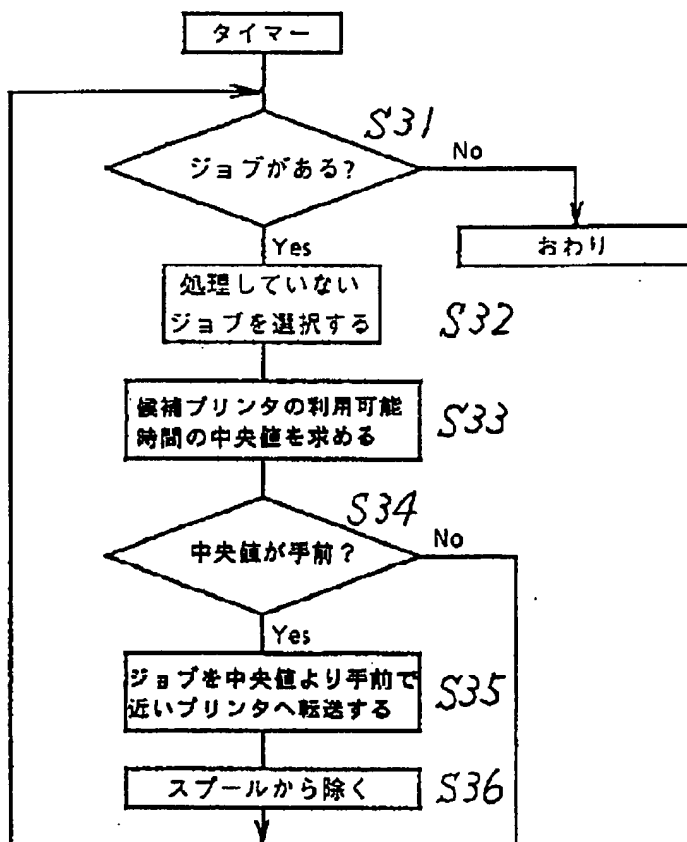 タイマー
S31
ジョブがある?
No
おわり
Yes
処理していない
ジョブを選択する
S32
候補プリンタの利用可能
時間の中央値を求める
S33
S34
中央値が手前?
No
Yes
ジョブを中央値より手前で
近いプリンタへ転送する
S35
スプールから除く
S36